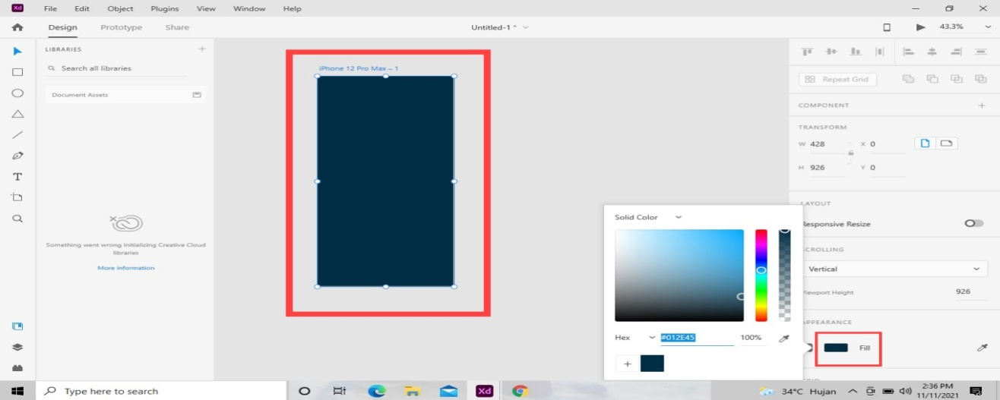 Xd File Edit Object Plugins View Window Help
Design Prototype Share Untitled-1 * 43.3%
LIBRARIES
Search all libraries
Document Assets
Something went wrong initializing Creative Cloud
libraries
More information
iPhone 12 Pro Max – 1
Solid Color
Hex #012E45 100%
+
Repeat Grid
COMPONENT
TRANSFORM
W 428 X 0
H 926 Y 0
LAYOUT
Responsive Resize
SCROLLING
Vertical
Viewport Height 926
APPEARANCE
Fill
Type here to search
Xd
34°C Hujan
2:36 PM
11/11/2021